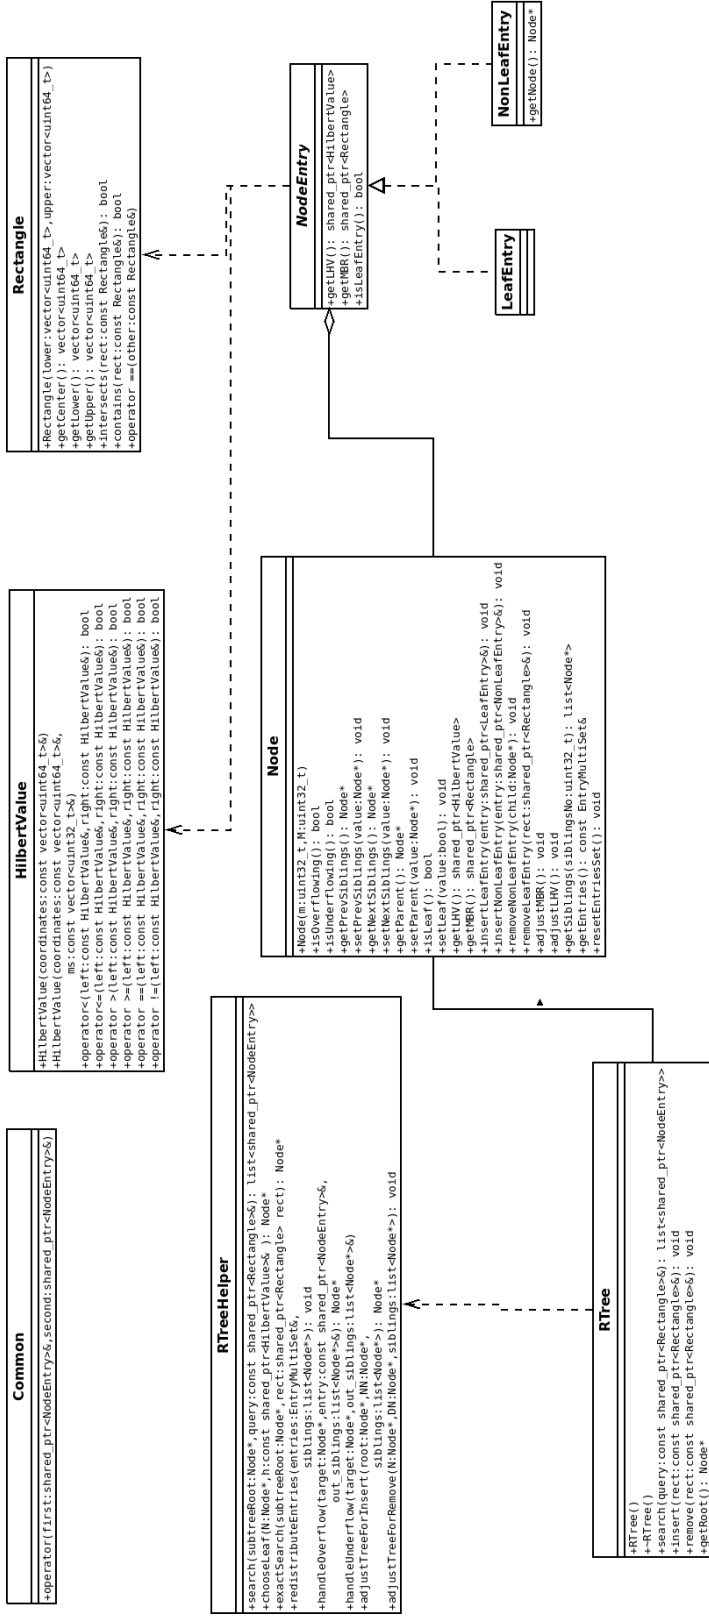 Common
+operator(first:shared_ptr<NodeEntry>&,second:shared_ptr<NodeEntry>&)
HilbertValue
+HilbertValue(coordinates:const vector<uint64_t>&)
+HilbertValue(coordinates:const vector<uint64_t>&,
ms:const vector<uint32_t>&)
+operator<(left:const HilbertValue&,right:const HilbertValue&): bool
+operator<=(left:const HilbertValue&,right:const HilbertValue&): bool
+operator >(left:const HilbertValue&,right:const HilbertValue&): bool
+operator >=(left:const HilbertValue&,right:const HilbertValue&): bool
+operator ==(left:const HilbertValue&,right:const HilbertValue&): bool
+operator !=(left:const HilbertValue&,right:const HilbertValue&): bool
Rectangle
+Rectangle(lower:vector<uint64_t>,upper:vector<uint64_t>)
+getCenter(): vector<uint64_t>
+getLower(): vector<uint64_t>
+getUpper(): vector<uint64_t>
+intersects(rect:const Rectangle&): bool
+contains(rect:const Rectangle&): bool
+operator ==(other:const Rectangle&)
RTreeHelper
+search(subtreeRoot:Node*,query:const shared_ptr<Rectangle>&): list<shared_ptr<NodeEntry>>
+chooseLeaf(N:Node*,h:const shared_ptr<HilbertValue>& ): Node*
+exactSearch(subtreeRoot:Node*,rect:shared_ptr<Rectangle> rect): Node*
+redistributeEntries(entries:EntryMultiSet&,
siblings:list<Node*>): void
+handleOverflow(target:Node*,entry:const shared_ptr<NodeEntry>&,
out_siblings:list<Node*>&): Node*
+handleUnderflow(target:Node*,out_siblings:list<Node*>&)
+adjustTreeForInsert(root:Node*,NN:Node*,
siblings:list<Node*>): Node*
+adjustTreeForRemove(N:Node*,DN:Node*,siblings:list<Node*>): void
Node
+Node(m:uint32_t,M:uint32_t)
+isOverflowing(): bool
+isUnderflowing(): bool
+getPrevSiblings(): Node*
+setPrevSiblings(value:Node*): void
+getNextSiblings(): Node*
+setNextSiblings(value:Node*): void
+getParent(): Node*
+setParent(value:Node*): void
+isLeaf(): bool
+setLeaf(value:bool): void
+getLHV(): shared_ptr<HilbertValue>
+getMBR(): shared_ptr<Rectangle>
+insertLeafEntry(entry:shared_ptr<LeafEntry>&): void
+insertNonLeafEntry(entry:shared_ptr<NonLeafEntry>&): void
+removeNonLeafEntry(child:Node*): void
+removeLeafEntry(rect:shared_ptr<Rectangle>&): void
+adjustMBR(): void
+adjustLHV(): void
+getSiblings(siblingsNo:uint32_t): list<Node*>
+getEntries(): const EntryMultiSet&
+resetEntriesSet(): void
NodeEntry
+getLHV(): shared_ptr<HilbertValue>
+getMBR(): shared_ptr<Rectangle>
+isLeafEntry(): bool
LeafEntry
NonLeafEntry
+getNode(): Node*
RTree
+RTree()
+~RTree()
+search(query:const shared_ptr<Rectangle>&): list<shared_ptr<NodeEntry>>
+insert(rect:const shared_ptr<Rectangle>&): void
+remove(rect:const shared_ptr<Rectangle>&): void
+getRoot(): Node*